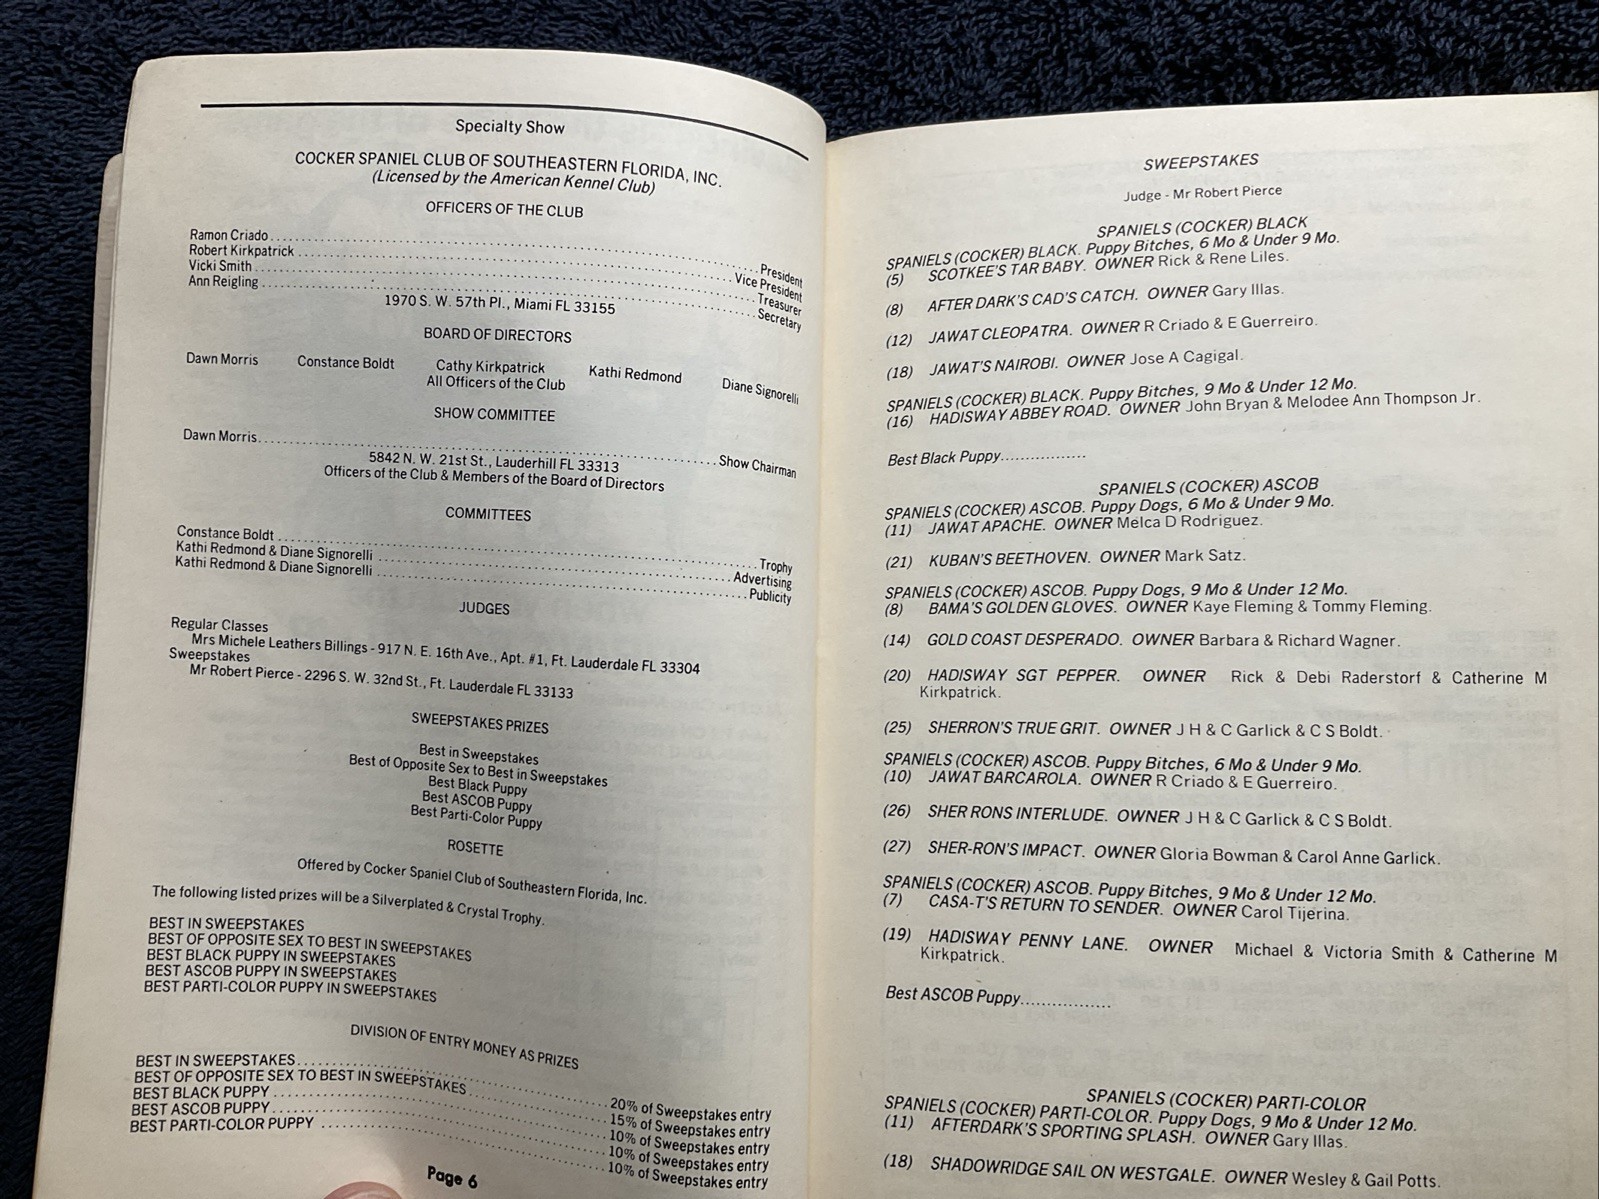 Specialty Show
COCKER SPANIEL CLUB OF SOUTHEASTERN FLORIDA, INC.
(Licensed by the American Kennel Club)
OFFICERS OF THE CLUB
Ramon Criado ........ President
Robert Kirkpatrick ........ Vice President
Vicki Smith ........ Treasurer
Ann Reigling ........ Secretary
1970 S. W. 57th Pl., Miami FL 33155
BOARD OF DIRECTORS
Dawn Morris Constance Boldt Cathy Kirkpatrick Kathi Redmond Diane Signorelli
All Officers of the Club
SHOW COMMITTEE
Dawn Morris ........ Show Chairman
5842 N. W. 21st St., Lauderhill FL 33313
Officers of the Club & Members of the Board of Directors
COMMITTEES
Constance Boldt ........ Trophy
Kathi Redmond & Diane Signorelli ........ Advertising
Kathi Redmond & Diane Signorelli ........ Publicity
JUDGES
Regular Classes
Mrs Michele Leathers Billings - 917 N. E. 16th Ave., Apt. #1, Ft. Lauderdale FL 33304
Sweepstakes
Mr Robert Pierce - 2296 S. W. 32nd St., Ft. Lauderdale FL 33133
SWEEPSTAKES PRIZES
Best in Sweepstakes
Best of Opposite Sex to Best in Sweepstakes
Best Black Puppy
Best ASCOB Puppy
Best Parti-Color Puppy
ROSETTE
Offered by Cocker Spaniel Club of Southeastern Florida, Inc.
The following listed prizes will be a Silverplated & Crystal Trophy.
BEST IN SWEEPSTAKES
BEST OF OPPOSITE SEX TO BEST IN SWEEPSTAKES
BEST BLACK PUPPY IN SWEEPSTAKES
BEST ASCOB PUPPY IN SWEEPSTAKES
BEST PARTI-COLOR PUPPY IN SWEEPSTAKES
DIVISION OF ENTRY MONEY AS PRIZES
BEST IN SWEEPSTAKES ........ 20% of Sweepstakes entry
BEST OF OPPOSITE SEX TO BEST IN SWEEPSTAKES ........ 15% of Sweepstakes entry
BEST BLACK PUPPY ........ 10% of Sweepstakes entry
BEST ASCOB PUPPY ........ 10% of Sweepstakes entry
BEST PARTI-COLOR PUPPY ........ 10% of Sweepstakes entry
Page 6
SWEEPSTAKES
Judge - Mr Robert Pierce
SPANIELS (COCKER) BLACK
SPANIELS (COCKER) BLACK. Puppy Bitches, 6 Mo & Under 9 Mo.
(5) SCOTKEE'S TAR BABY. OWNER Rick & Rene Liles.
(8) AFTER DARK'S CAD'S CATCH. OWNER Gary Illas.
(12) JAWAT CLEOPATRA. OWNER R Criado & E Guerreiro.
(18) JAWAT'S NAIROBI. OWNER Jose A Cagigal.
SPANIELS (COCKER) BLACK. Puppy Bitches, 9 Mo & Under 12 Mo.
(16) HADISWAY ABBEY ROAD. OWNER John Bryan & Melodee Ann Thompson Jr.
Best Black Puppy................
SPANIELS (COCKER) ASCOB
SPANIELS (COCKER) ASCOB. Puppy Dogs, 6 Mo & Under 9 Mo.
(11) JAWAT APACHE. OWNER Melca D Rodriguez.
(21) KUBAN'S BEETHOVEN. OWNER Mark Satz.
SPANIELS (COCKER) ASCOB. Puppy Dogs, 9 Mo & Under 12 Mo.
(8) BAMA'S GOLDEN GLOVES. OWNER Kaye Fleming & Tommy Fleming.
(14) GOLD COAST DESPERADO. OWNER Barbara & Richard Wagner.
(20) HADISWAY SGT PEPPER. OWNER Rick & Debi Raderstorf & Catherine M
Kirkpatrick.
(25) SHERRON'S TRUE GRIT. OWNER J H & C Garlick & C S Boldt.
SPANIELS (COCKER) ASCOB. Puppy Bitches, 6 Mo & Under 9 Mo.
(10) JAWAT BARCAROLA. OWNER R Criado & E Guerreiro.
(26) SHER RONS INTERLUDE. OWNER J H & C Garlick & C S Boldt.
(27) SHER-RON'S IMPACT. OWNER Gloria Bowman & Carol Anne Garlick.
SPANIELS (COCKER) ASCOB. Puppy Bitches, 9 Mo & Under 12 Mo.
(7) CASA-T'S RETURN TO SENDER. OWNER Carol Tijerina.
(19) HADISWAY PENNY LANE. OWNER Michael & Victoria Smith & Catherine M
Kirkpatrick.
Best ASCOB Puppy.................
SPANIELS (COCKER) PARTI-COLOR
SPANIELS (COCKER) PARTI-COLOR. Puppy Dogs, 9 Mo & Under 12 Mo.
(11) AFTERDARK'S SPORTING SPLASH. OWNER Gary Illas.
(18) SHADOWRIDGE SAIL ON WESTGALE. OWNER Wesley & Gail Potts.